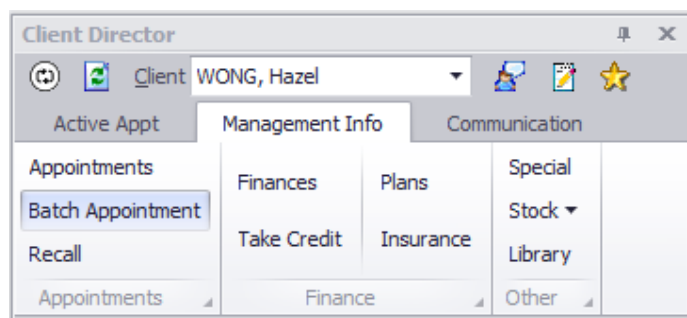 Client Director
Client WONG, Hazel
Active Appt Management Info Communication
Appointments
Batch Appointment
Recall
Appointments
Finances Plans
Take Credit Insurance
Finance
Special
Stock
Library
Other